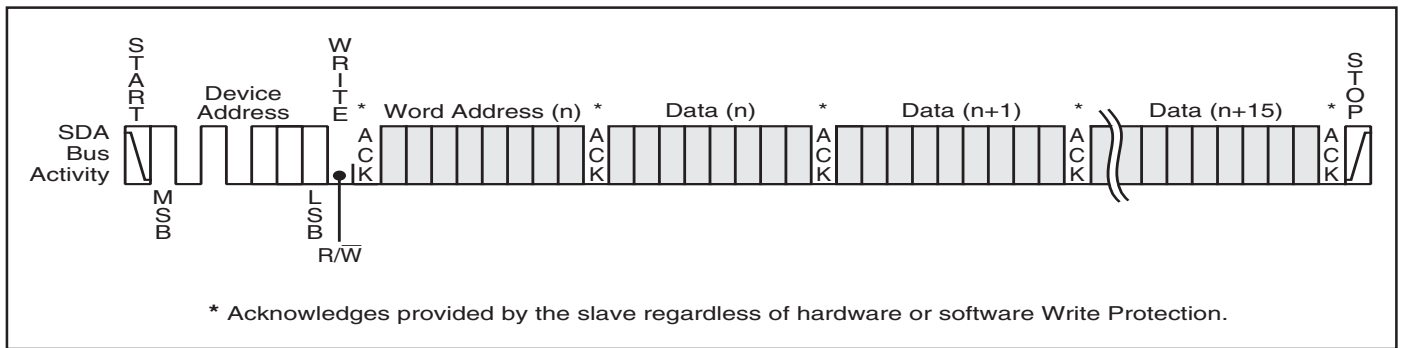 START
WRITE
STOP
Device
Address
* Word Address (n) * Data (n) * Data (n+1) * Data (n+15) *
SDA
Bus
Activity
ACK
ACK
ACK
ACK
ACK
MSB
LSB
R/W̅
* Acknowledges provided by the slave regardless of hardware or software Write Protection.